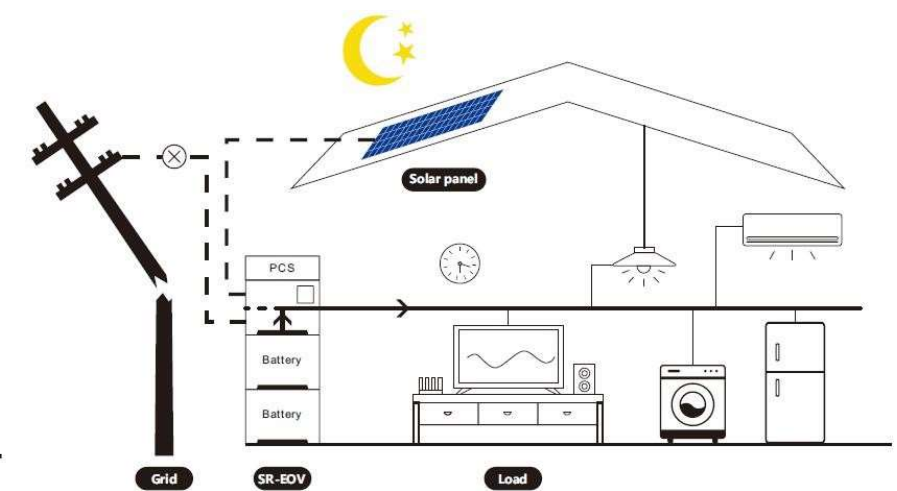 Solar panel
PCS
Battery
Battery
Grid
SR-EOV
Load